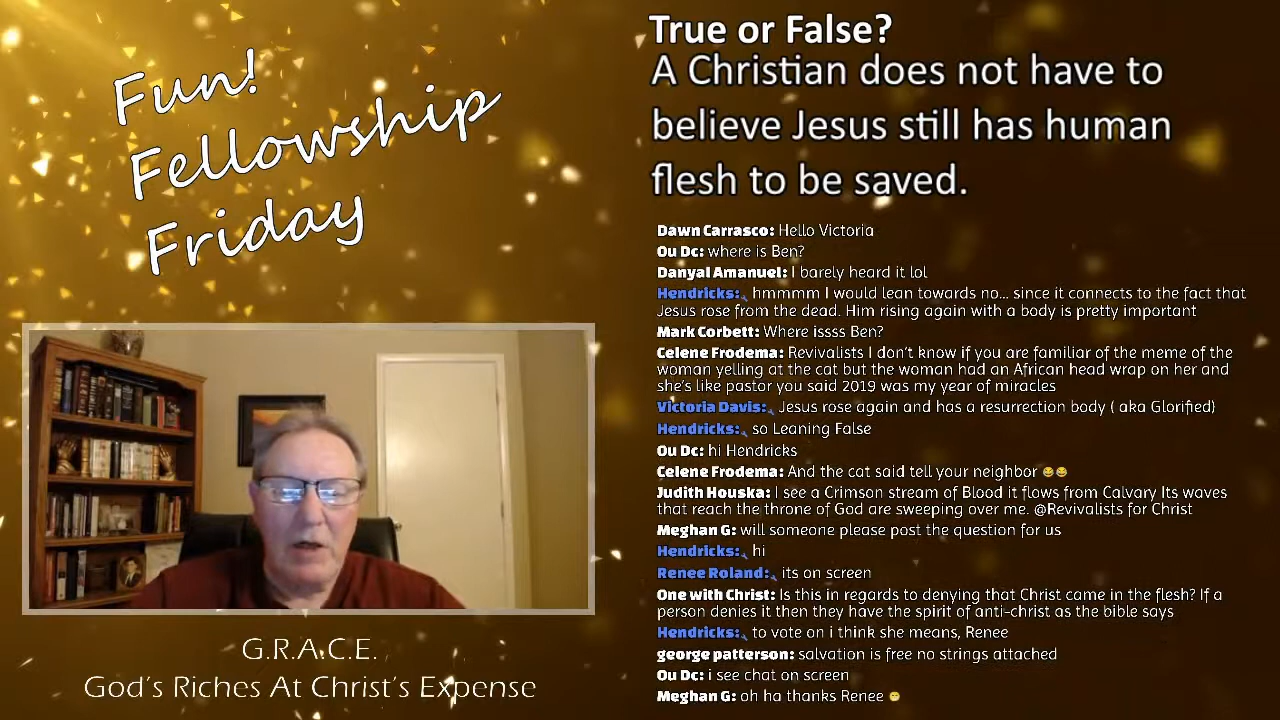 Fun!
Fellowship
Friday
G.R.A.C.E.
God's Riches At Christ's Expense
True or False?
A Christian does not have to
believe Jesus still has human
flesh to be saved.
Dawn Carrasco: Hello Victoria
Ou Dc: where is Ben?
Danyal Amanuel: I barely heard it lol
Hendricks: hmmmm I would lean towards no... since it connects to the fact that
Jesus rose from the dead. Him rising again with a body is pretty important
Mark Corbett: Where issss Ben?
Celene Frodema: Revivalists I don't know if you are familiar of the meme of the
woman yelling at the cat but the woman had an African head wrap on her and
she's like pastor you said 2019 was my year of miracles
Victoria Davis: Jesus rose again and has a resurrection body ( aka Glorified)
Hendricks: so Leaning False
Ou Dc: hi Hendricks
Celene Frodema: And the cat said tell your neighbor 😂😂
Judith Houska: I see a Crimson stream of Blood it flows from Calvary Its waves
that reach the throne of God are sweeping over me. @Revivalists for Christ
Meghan G: will someone please post the question for us
Hendricks: hi
Renee Roland: its on screen
One with Christ: Is this in regards to denying that Christ came in the flesh? If a
person denies it then they have the spirit of anti-christ as the bible says
Hendricks: to vote on i think she means, Renee
george patterson: salvation is free no strings attached
Ou Dc: i see chat on screen
Meghan G: oh ha thanks Renee 😁